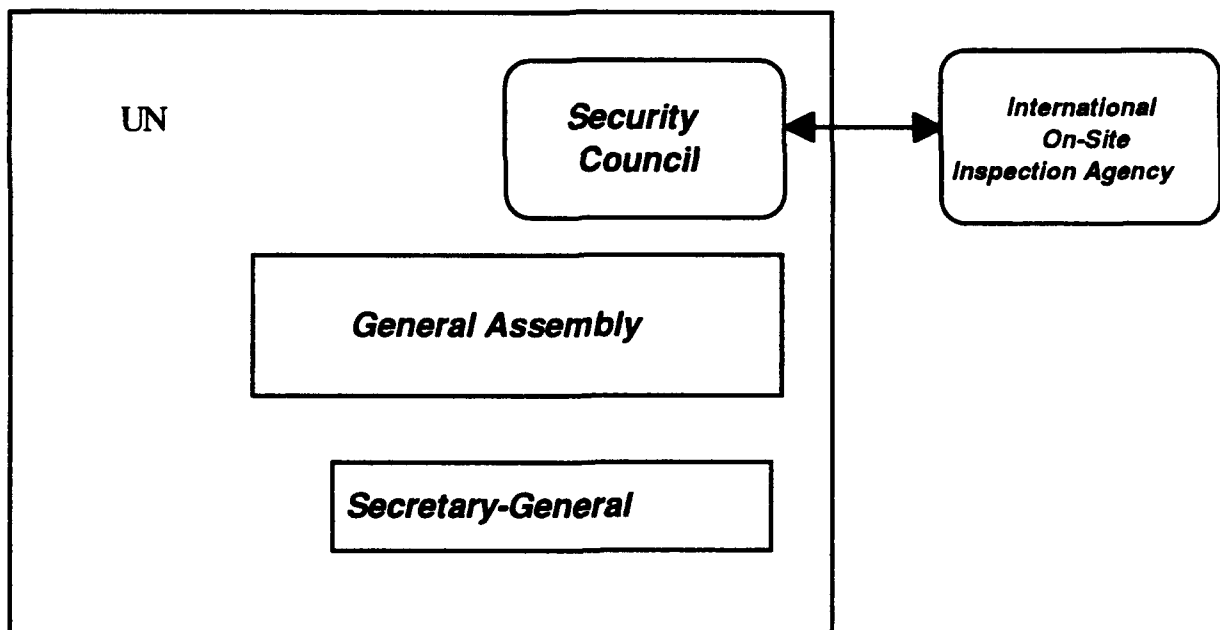 UN
Security
Council
International
On-Site
Inspection Agency
General Assembly
Secretary-General